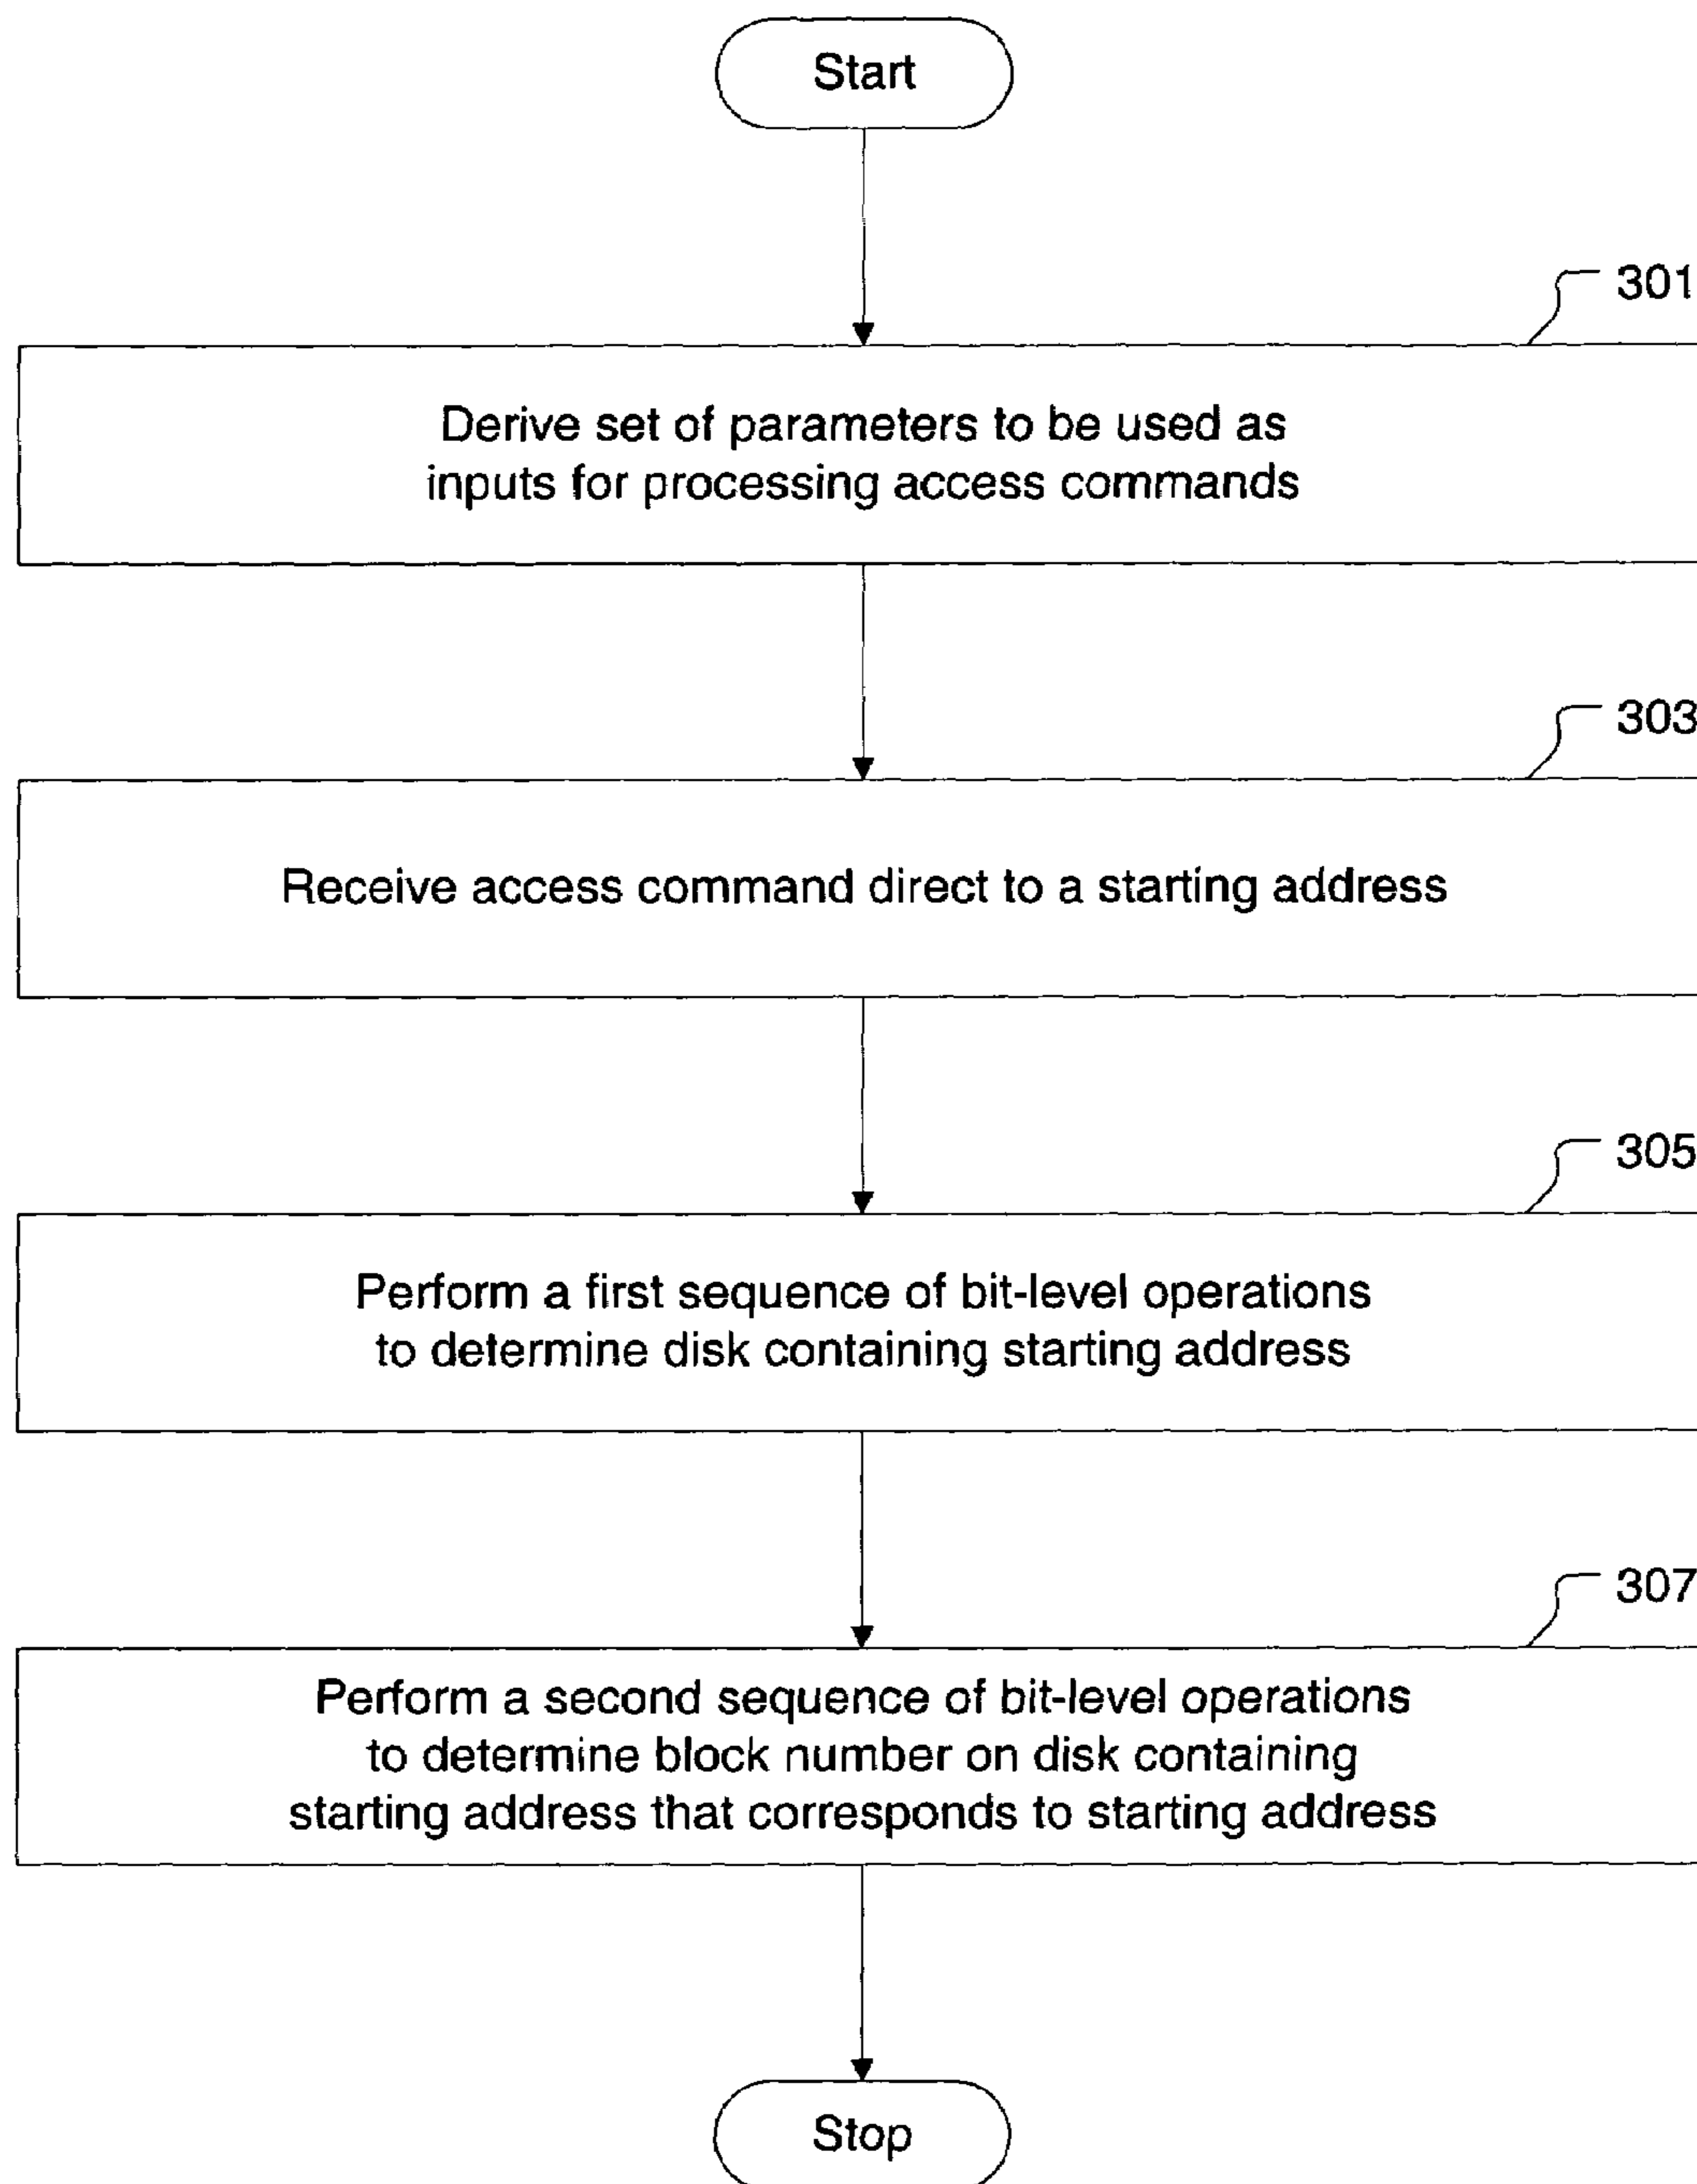 Start
301
Derive set of parameters to be used as
inputs for processing access commands
303
Receive access command direct to a starting address
305
Perform a first sequence of bit-level operations
to determine disk containing starting address
307
Perform a second sequence of bit-level operations
to determine block number on disk containing
starting address that corresponds to starting address
Stop